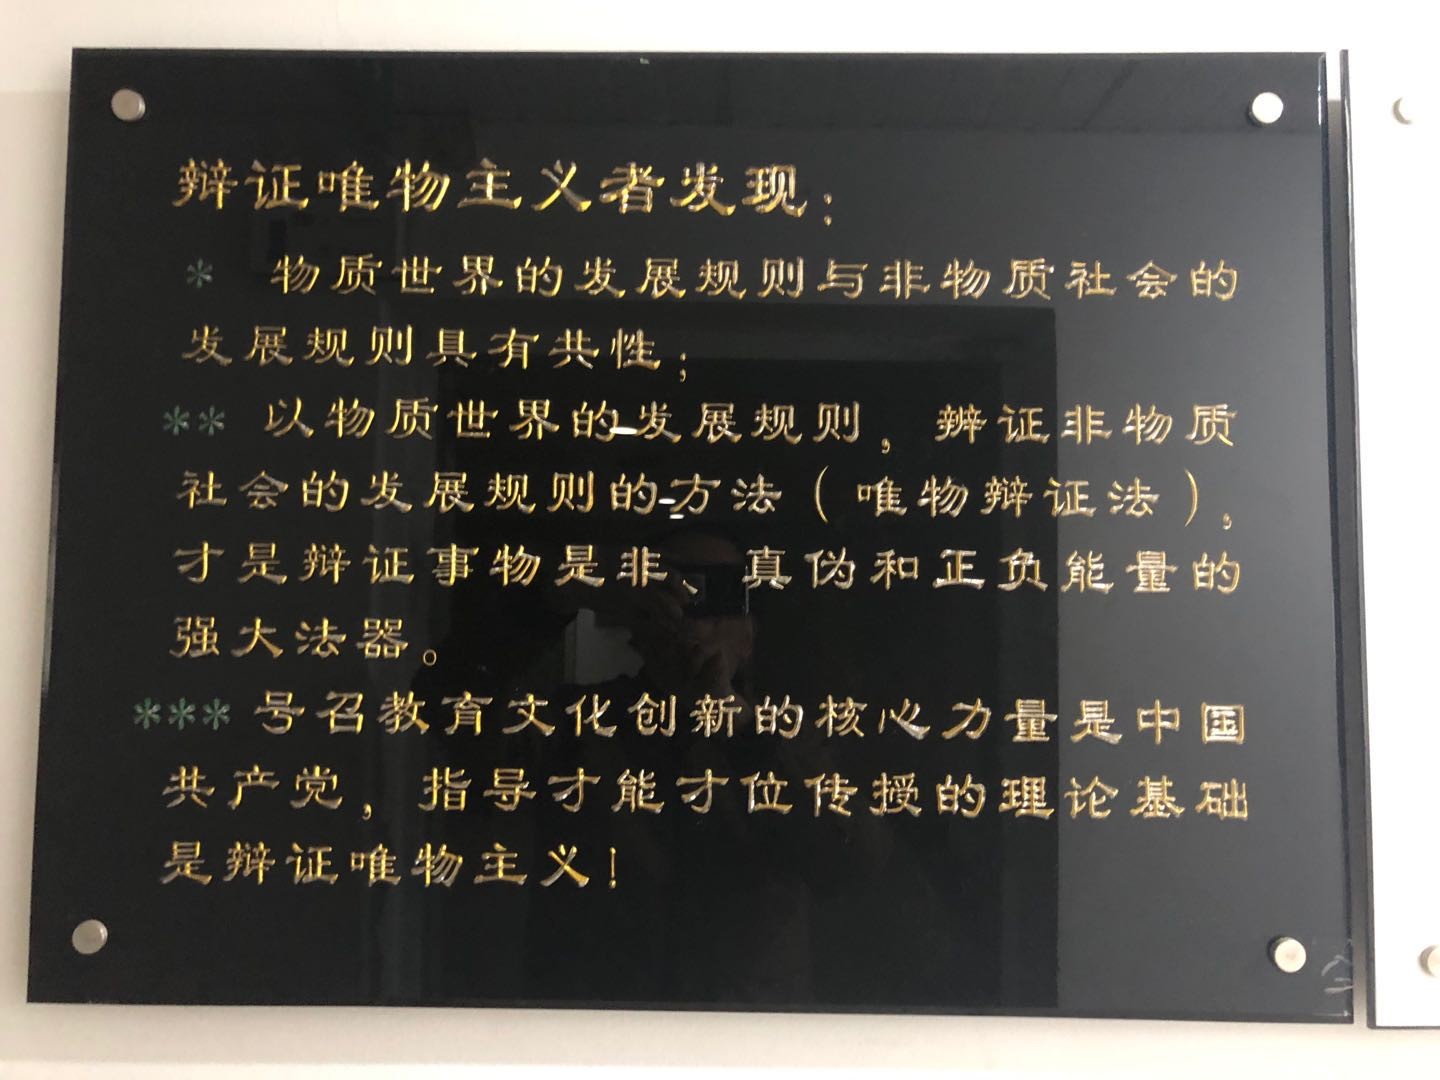 辩证唯物主义者发现：
* 物质世界的发展规则与非物质社会的
发展规则具有共性；
** 以物质世界的发展规则，辨证非物质
社会的发展规则的方法（唯物辩证法），
才是辩证事物是非、真伪和正负能量的
强大法器。
*** 号召教育文化创新的核心力量是中国
共产党，指导才能才位传授的理论基础
是辩证唯物主义！